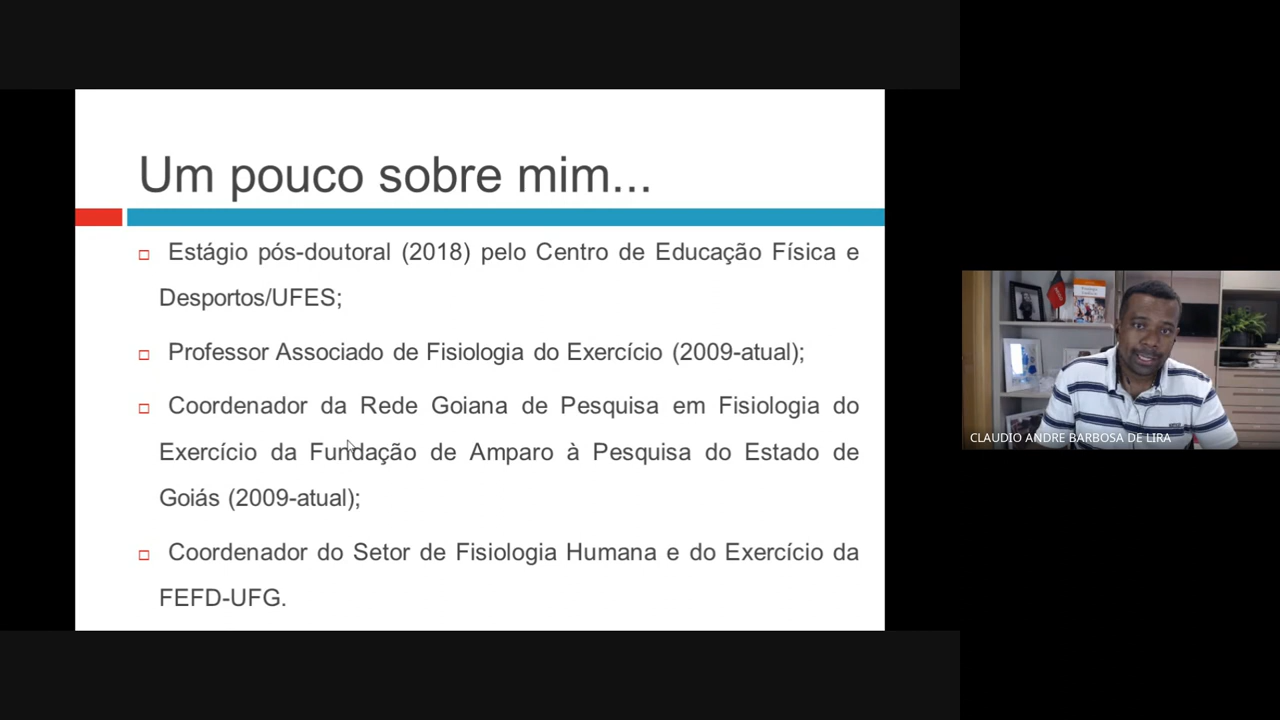 Um pouco sobre mim...
Estágio pós-doutoral (2018) pelo Centro de Educação Física e
Desportos/UFES;
Professor Associado de Fisiologia do Exercício (2009-atual);
Coordenador da Rede Goiana de Pesquisa em Fisiologia do
Exercício da Fundação de Amparo à Pesquisa do Estado de
Goiás (2009-atual);
Coordenador do Setor de Fisiologia Humana e do Exercício da
FEFD-UFG.
CLAUDIO ANDRE BARBOSA DE LIRA